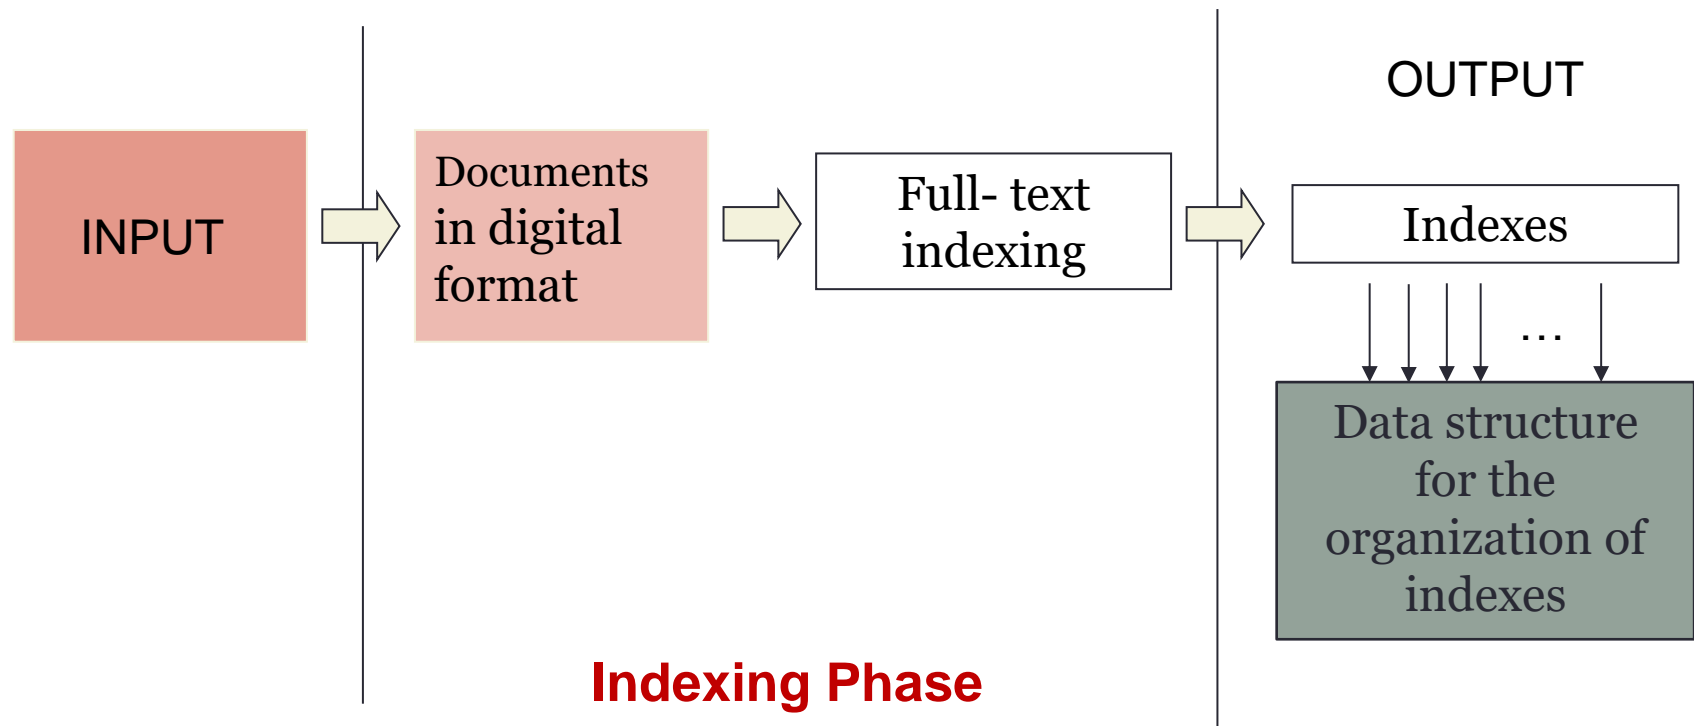 INPUT
Documents
in digital
format
Full- text
indexing
OUTPUT
Indexes
...
Data structure
for the
organization of
indexes
Indexing Phase